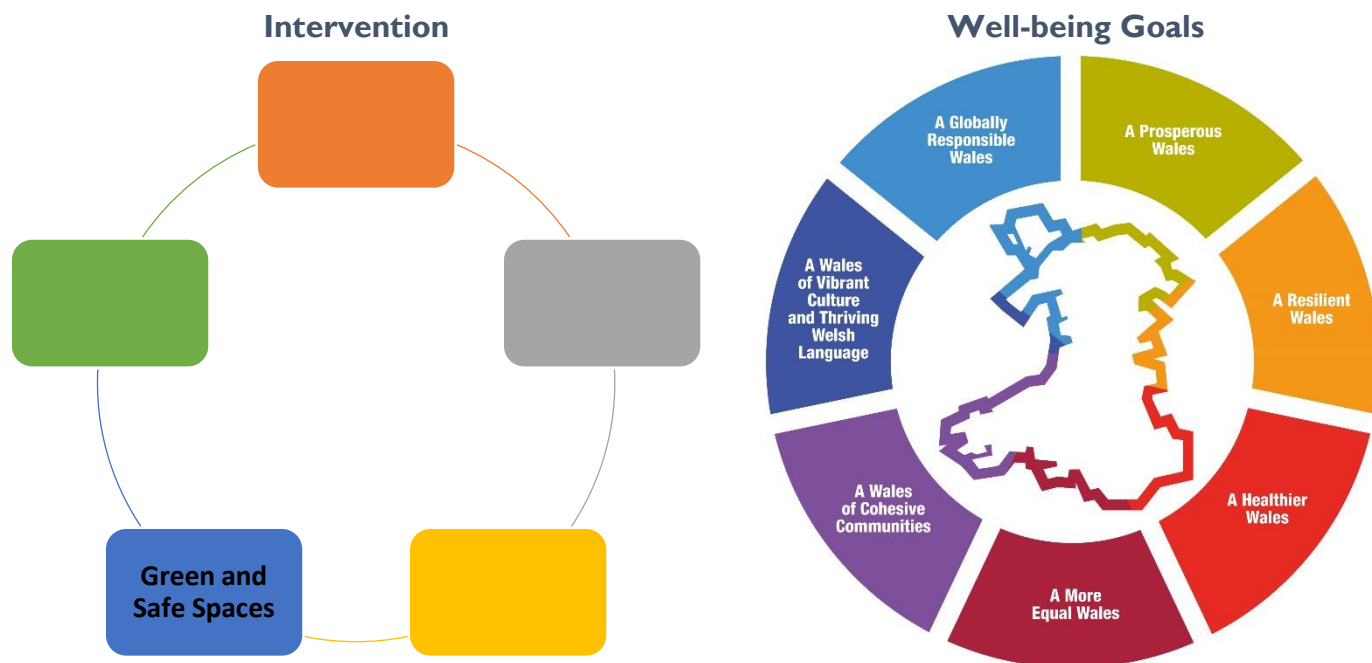 Intervention
Green and
Safe Spaces
Well-being Goals
A Globally
Responsible
Wales
A Prosperous
Wales
A Resilient
Wales
A Healthier
Wales
A More
Equal Wales
A Wales
of Cohesive
Communities
A Wales
of Vibrant
Culture
and Thriving
Welsh
Language